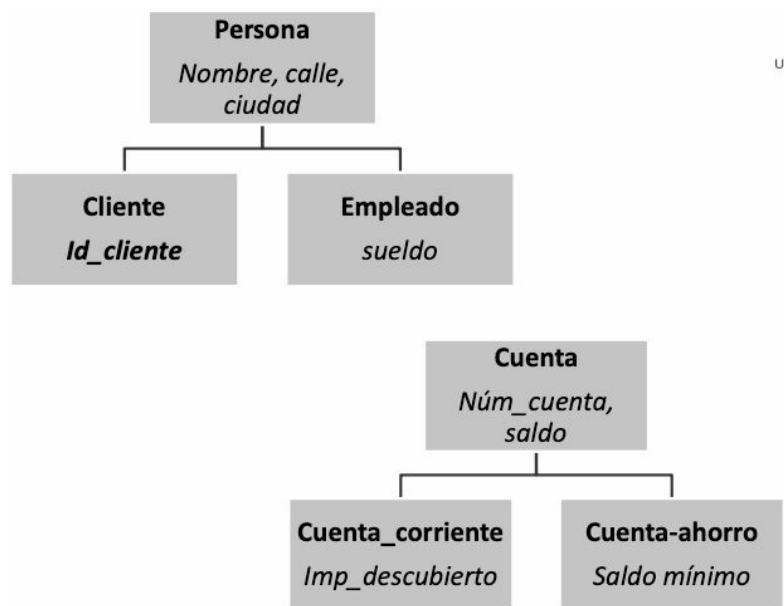 Persona
Nombre, calle,
ciudad
U
Cliente
Id_cliente
Empleado
sueldo
Cuenta
Núm_cuenta,
saldo
Cuenta_corriente
Imp_descubierto
Cuenta-ahorro
Saldo mínimo